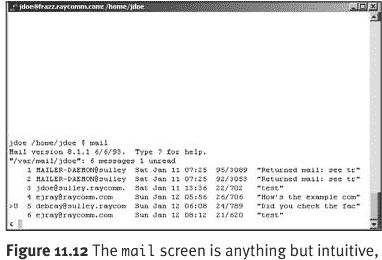 jdoe@frazz.raycomm.com: /home/jdoe
jdoe /home/jdoe $ mail
Mail version 8.1.1 6/6/93.  Type ? for help.
"/var/mail/jdoe": 6 messages 1 unread
1 MAILER-DAEMON@sulley  Sat Jan 11 07:25  95/3089  "Returned mail: see tr"
2 MAILER-DAEMON@sulley  Sat Jan 11 07:25  92/3053  "Returned mail: see tr"
3 jdoe@sulley.raycomm.  Sat Jan 11 13:36  22/702  "test"
4 ejray@raycomm.com  Sun Jan 12 05:56  26/706  "How's the example com"
>U 5 debray@sulley.raycom  Sun Jan 12 06:08  24/789  "Did you check the fac"
6 ejray@raycomm.com  Sun Jan 12 08:12  21/620  "test"
Figure 11.12 The mail screen is anything but intuitive,